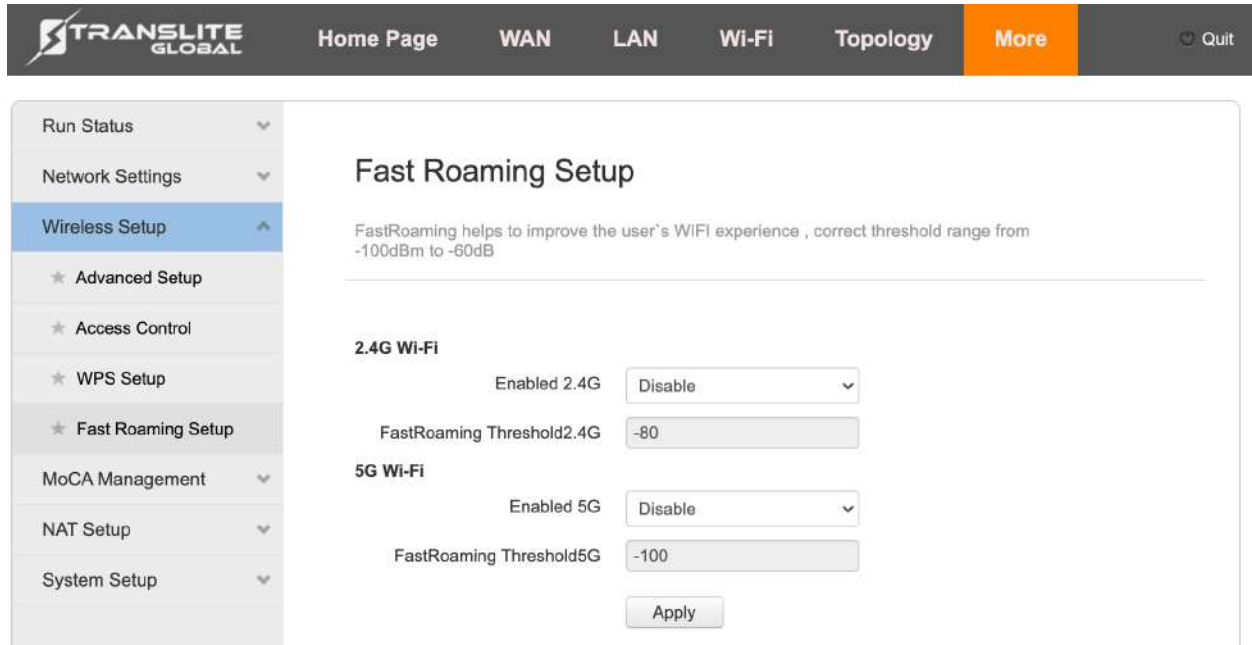 TRANSLITE
GLOBAL
Home Page WAN LAN Wi-Fi Topology More Quit
Run Status
Network Settings
Wireless Setup
Advanced Setup
Access Control
WPS Setup
Fast Roaming Setup
MoCA Management
NAT Setup
System Setup
Fast Roaming Setup
FastRoaming helps to improve the user`s WIFI experience , correct threshold range from
-100dBm to -60dB
2.4G Wi-Fi
Enabled 2.4G Disable
FastRoaming Threshold2.4G -80
5G Wi-Fi
Enabled 5G Disable
FastRoaming Threshold5G -100
Apply